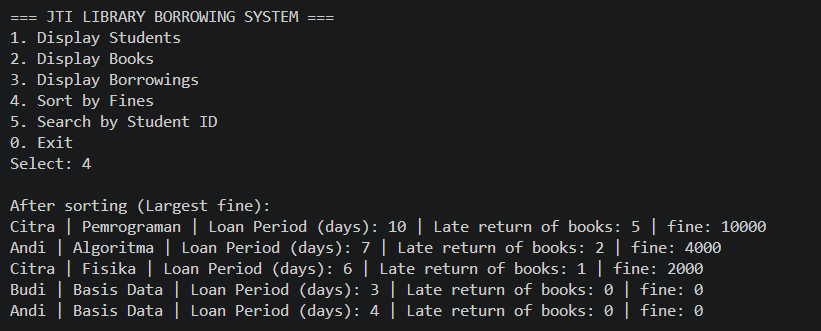 === JTI LIBRARY BORROWING SYSTEM ===
1. Display Students
2. Display Books
3. Display Borrowings
4. Sort by Fines
5. Search by Student ID
0. Exit
Select: 4

After sorting (Largest fine):
Citra | Pemrograman | Loan Period (days): 10 | Late return of books: 5 | fine: 10000
Andi | Algoritma | Loan Period (days): 7 | Late return of books: 2 | fine: 4000
Citra | Fisika | Loan Period (days): 6 | Late return of books: 1 | fine: 2000
Budi | Basis Data | Loan Period (days): 3 | Late return of books: 0 | fine: 0
Andi | Basis Data | Loan Period (days): 4 | Late return of books: 0 | fine: 0